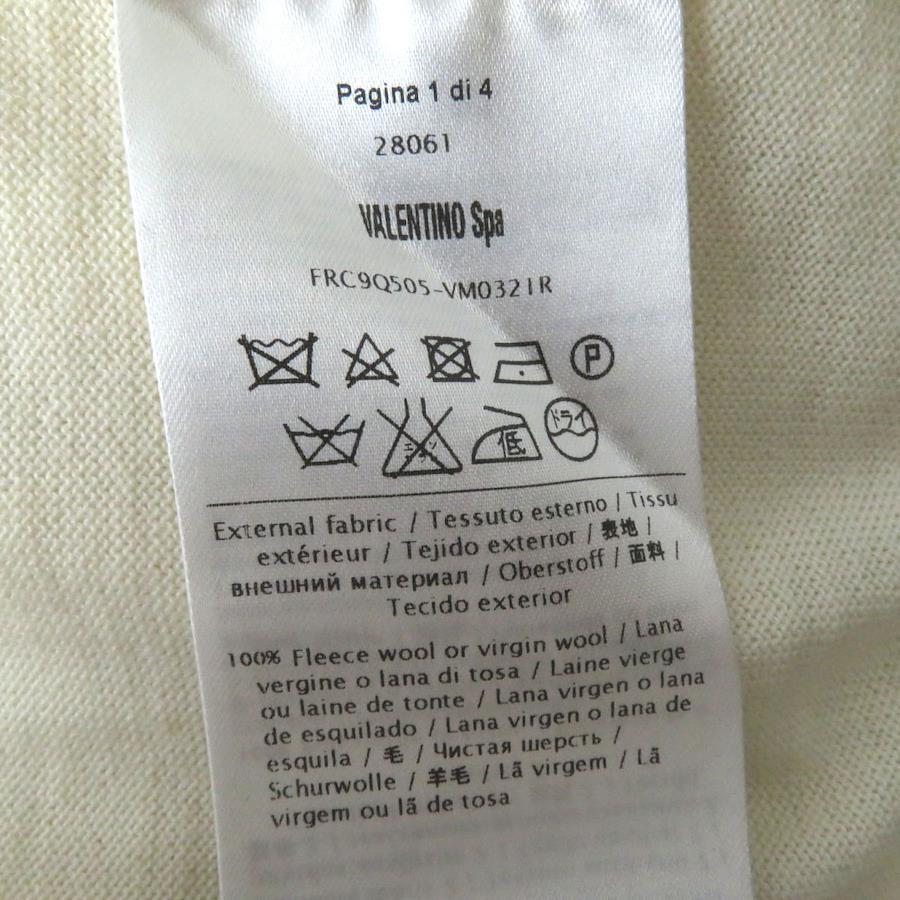 Pagina 1 di 4
28061
VALENTINO Spa
FRC9Q505-VM0321R
P
エンソ 低 ドライ
External fabric / Tessuto esterno / Tissu
extérieur / Tejido exterior / 表地 /
внешний материал / Oberstoff / 面料 /
Tecido exterior
100% Fleece wool or virgin wool / Lana
vergine o lana di tosa / Laine vierge
ou laine de tonte / Lana virgen o lana
de esquilado / Lana virgen o lana de
esquila / 毛 / Чистая шерсть /
Schurwolle / 羊毛 / Lã virgem / Lã
virgem ou lã de tosa